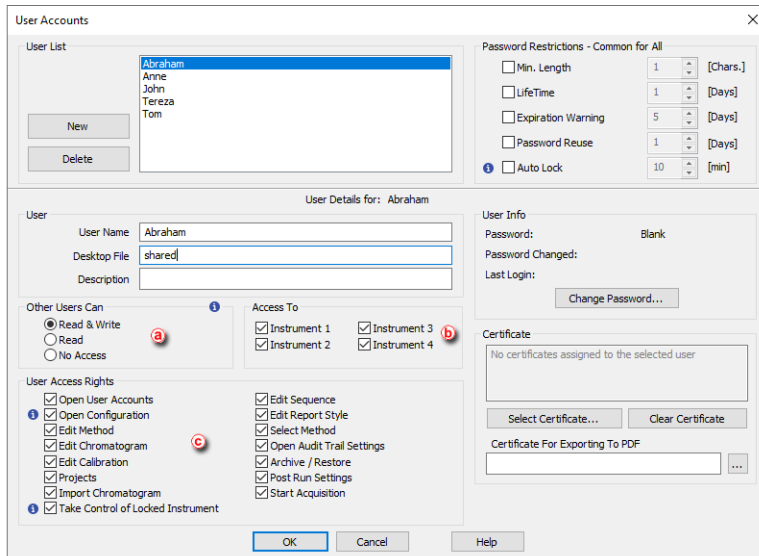 User Accounts
User List
Abraham
Anne
John
Tereza
Tom
New
Delete
Password Restrictions - Common for All
Min. Length 1 [Chars.]
LifeTime 1 [Days]
Expiration Warning 5 [Days]
Password Reuse 1 [Days]
Auto Lock 10 [min]
User Details for: Abraham
User
User Name Abraham
Desktop File shared
Description
User Info
Password: Blank
Password Changed:
Last Login:
Change Password...
Other Users Can
Read & Write
Read
No Access
a
Access To
Instrument 1 Instrument 3
Instrument 2 Instrument 4
b
Certificate
No certificates assigned to the selected user
Select Certificate... Clear Certificate
Certificate For Exporting To PDF
...
User Access Rights
Open User Accounts
Open Configuration
Edit Method
Edit Chromatogram
Edit Calibration
Projects
Import Chromatogram
Take Control of Locked Instrument
c
Edit Sequence
Edit Report Style
Select Method
Open Audit Trail Settings
Archive / Restore
Post Run Settings
Start Acquisition
OK Cancel Help